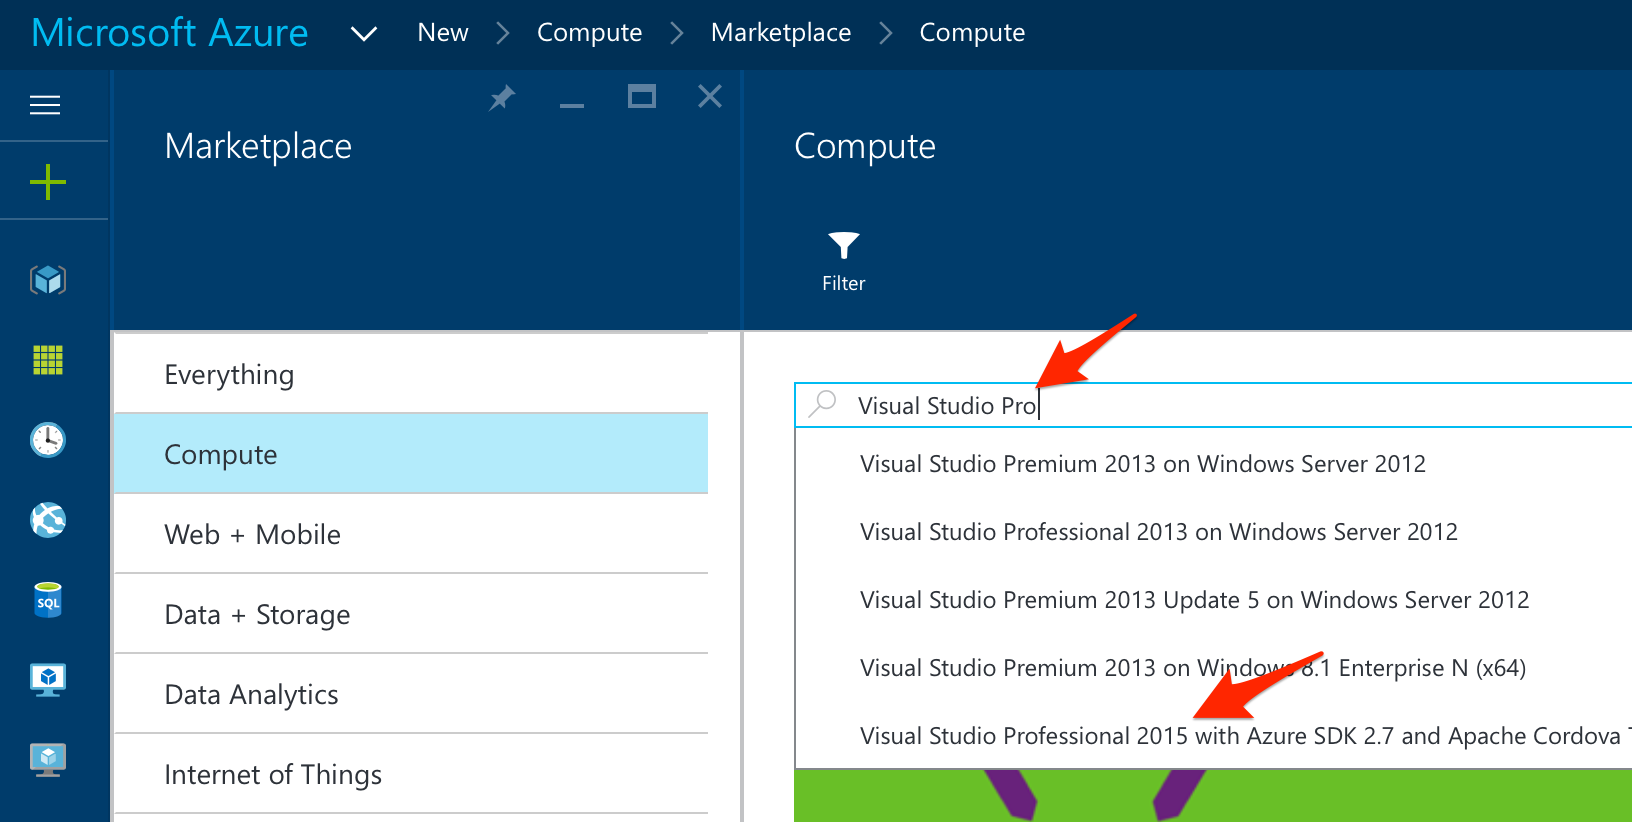 Microsoft Azure New Compute Marketplace Compute
Marketplace
Compute
Filter
Everything
Compute
Web + Mobile
Data + Storage
Data Analytics
Internet of Things
SQL
Visual Studio Pro
Visual Studio Premium 2013 on Windows Server 2012
Visual Studio Professional 2013 on Windows Server 2012
Visual Studio Premium 2013 Update 5 on Windows Server 2012
Visual Studio Premium 2013 on Windows 8.1 Enterprise N (x64)
Visual Studio Professional 2015 with Azure SDK 2.7 and Apache Cordova